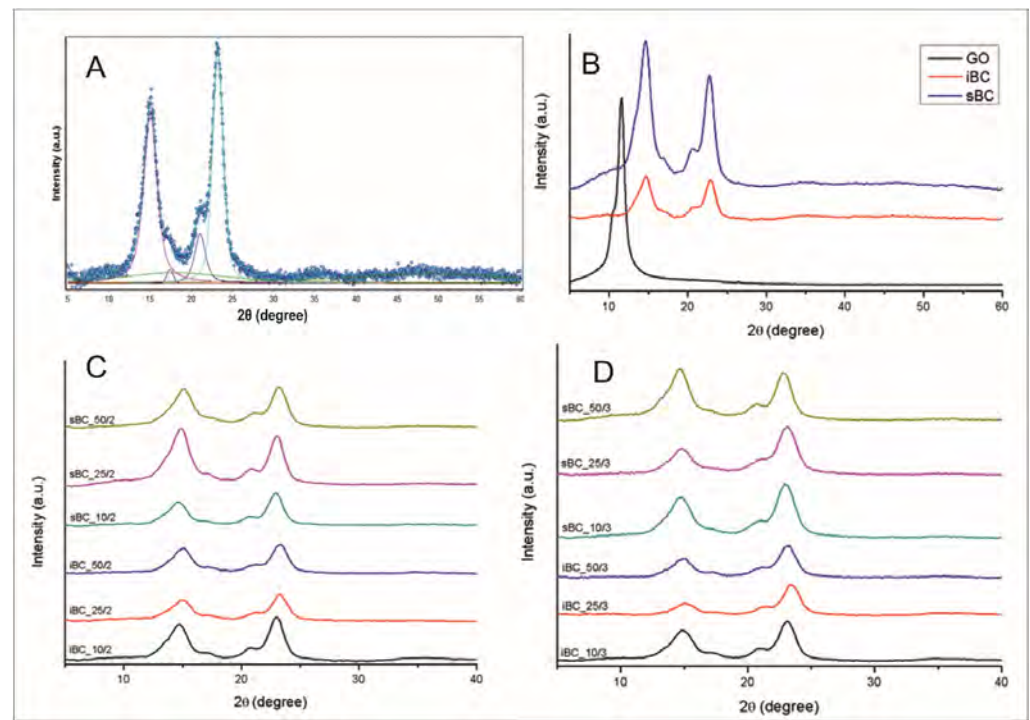 A
Intensity (a.u.)
5 10 15 20 25 30 35 40 45 50 55 60
2θ (degree)
B
GO
iBC
sBC
Intensity (a.u.)
10 20 30 40 50 60
2θ (degree)
C
sBC_50/2
sBC_25/2
sBC_10/2
iBC_50/2
iBC_25/2
iBC_10/2
Intensity (a.u.)
10 20 30 40
2θ (degree)
D
sBC_50/3
sBC_25/3
sBC_10/3
iBC_50/3
iBC_25/3
iBC_10/3
Intensity (a.u.)
10 20 30 40
2θ (degree)